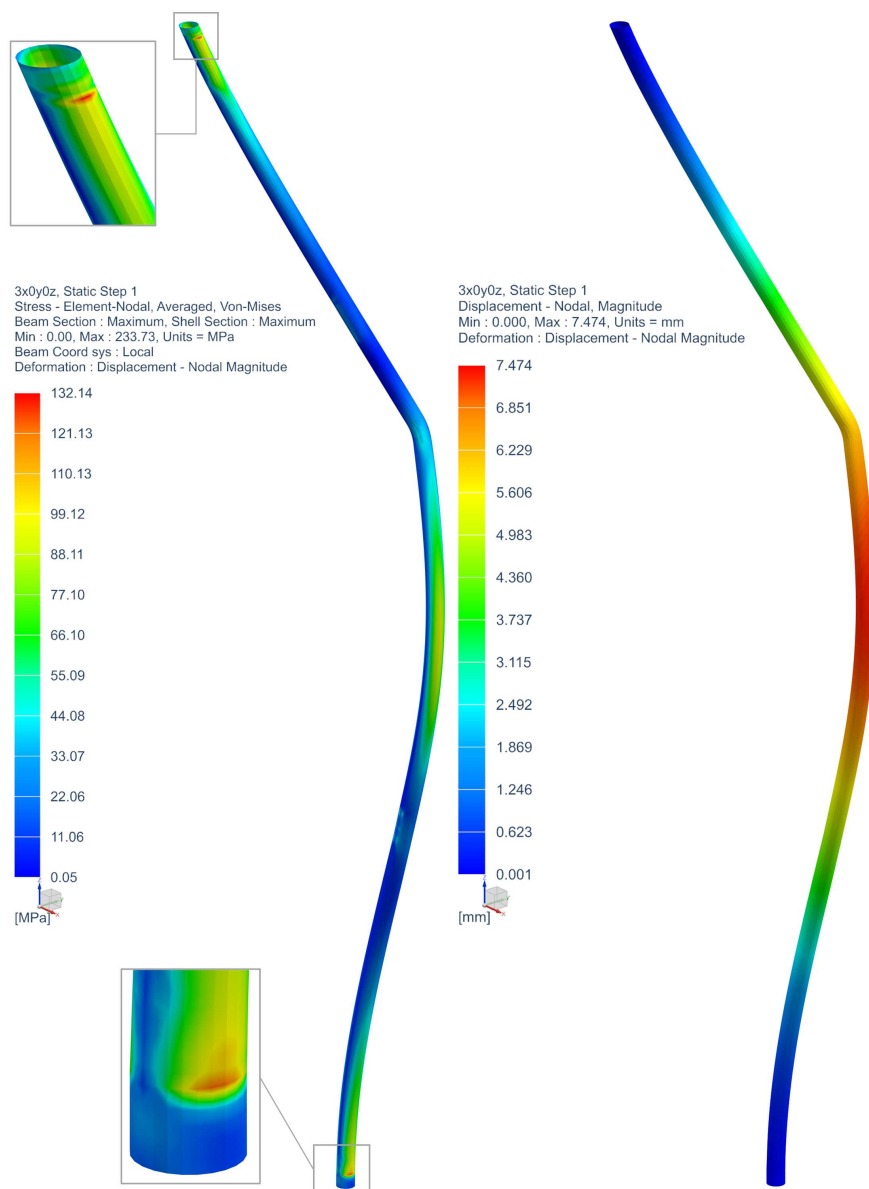 3x0y0z, Static Step 1
Stress - Element-Nodal, Averaged, Von-Mises
Beam Section : Maximum, Shell Section : Maximum
Min : 0.00, Max : 233.73, Units = MPa
Beam Coord sys : Local
Deformation : Displacement - Nodal Magnitude
132.14
121.13
110.13
99.12
88.11
77.10
66.10
55.09
44.08
33.07
22.06
11.06
0.05
[MPa]
3x0y0z, Static Step 1
Displacement - Nodal, Magnitude
Min : 0.000, Max : 7.474, Units = mm
Deformation : Displacement - Nodal Magnitude
7.474
6.851
6.229
5.606
4.983
4.360
3.737
3.115
2.492
1.869
1.246
0.623
0.001
[mm]